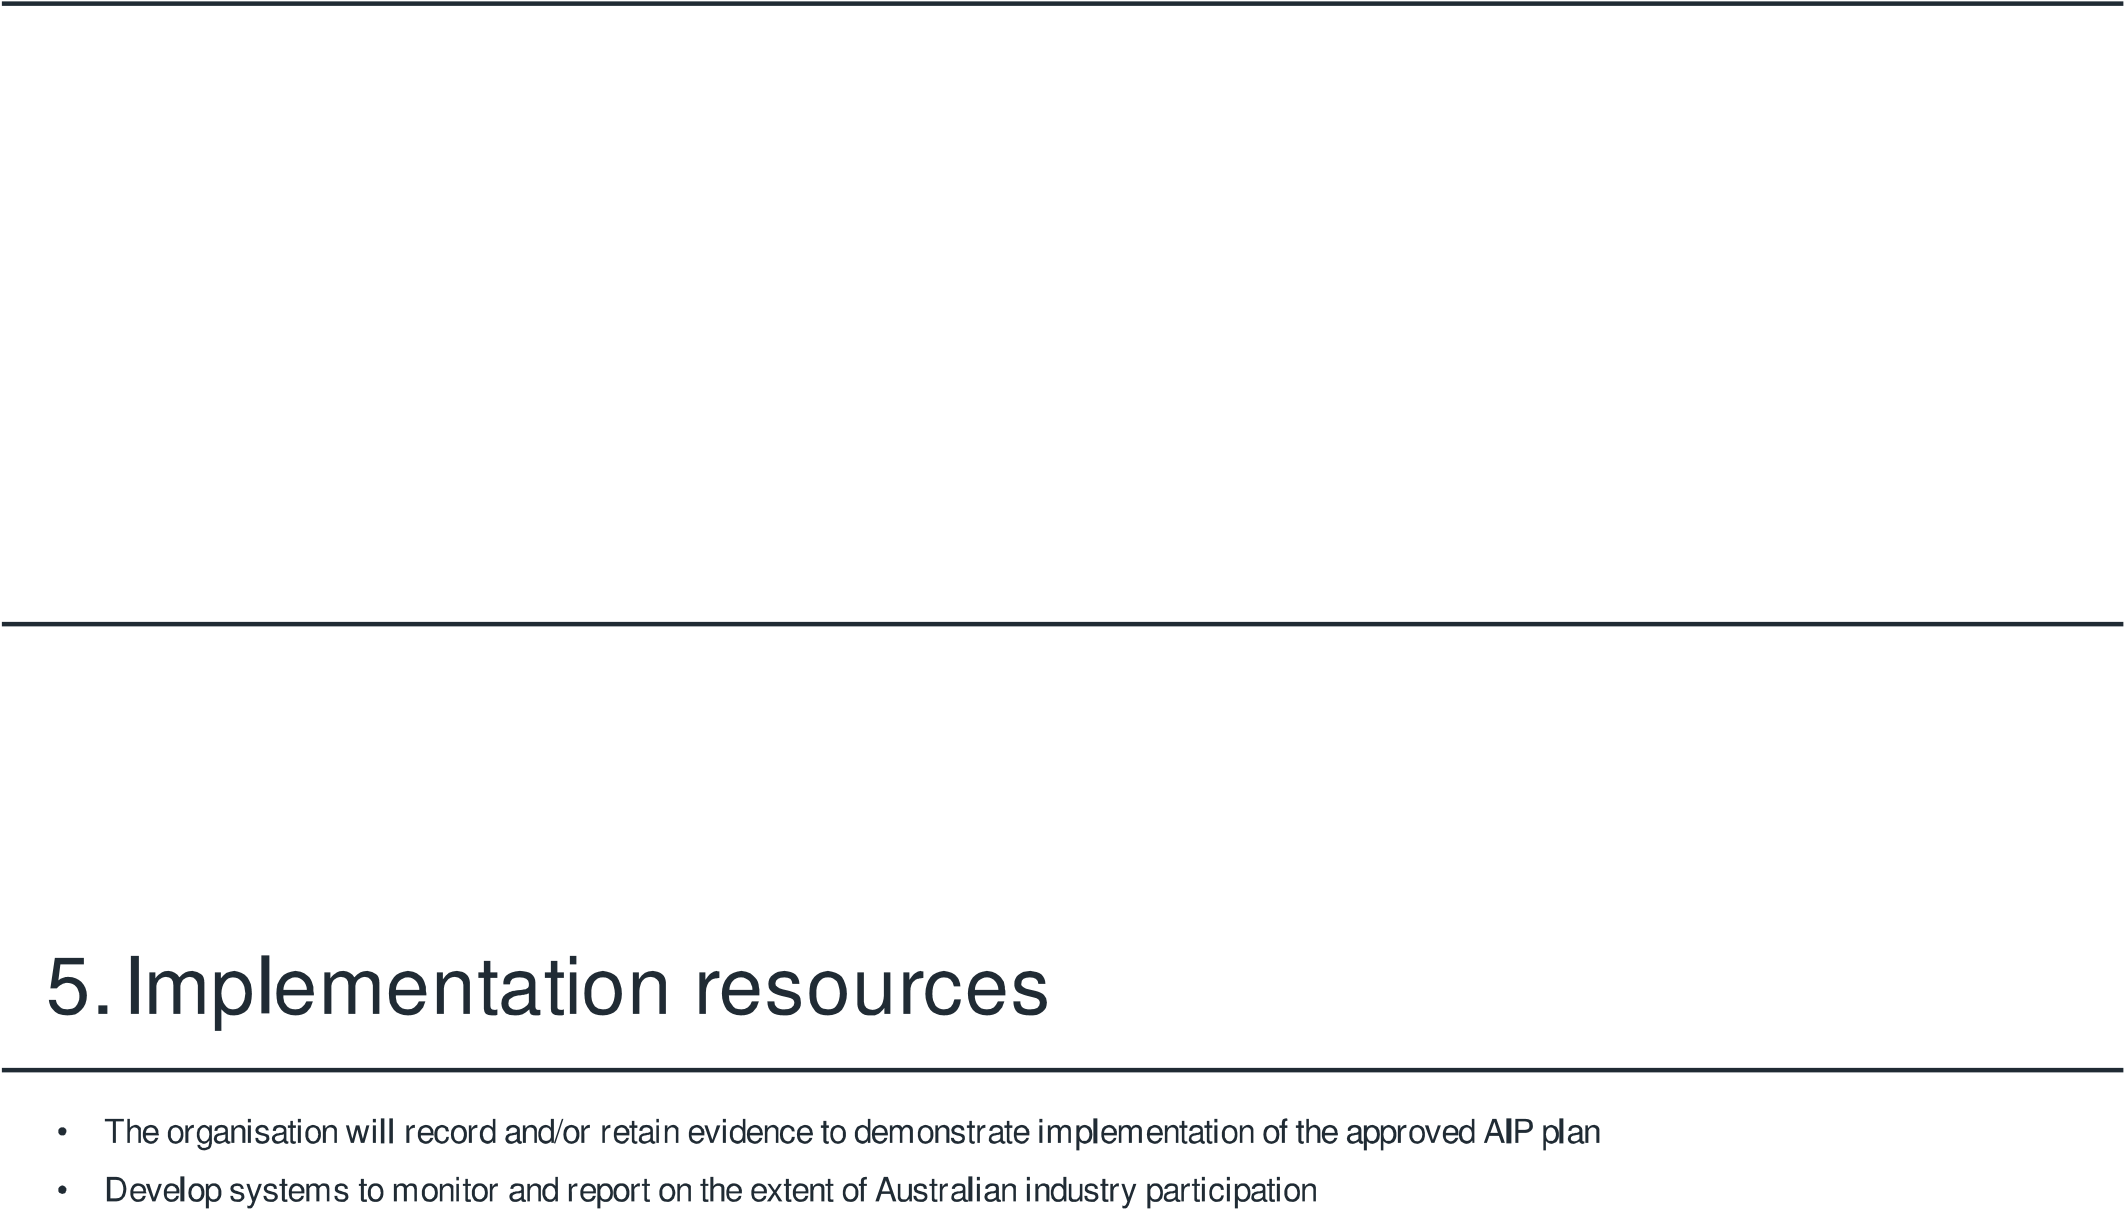 5. Implementation resources
• The organisation will record and/or retain evidence to demonstrate implementation of the approved AIP plan
• Develop systems to monitor and report on the extent of Australian industry participation